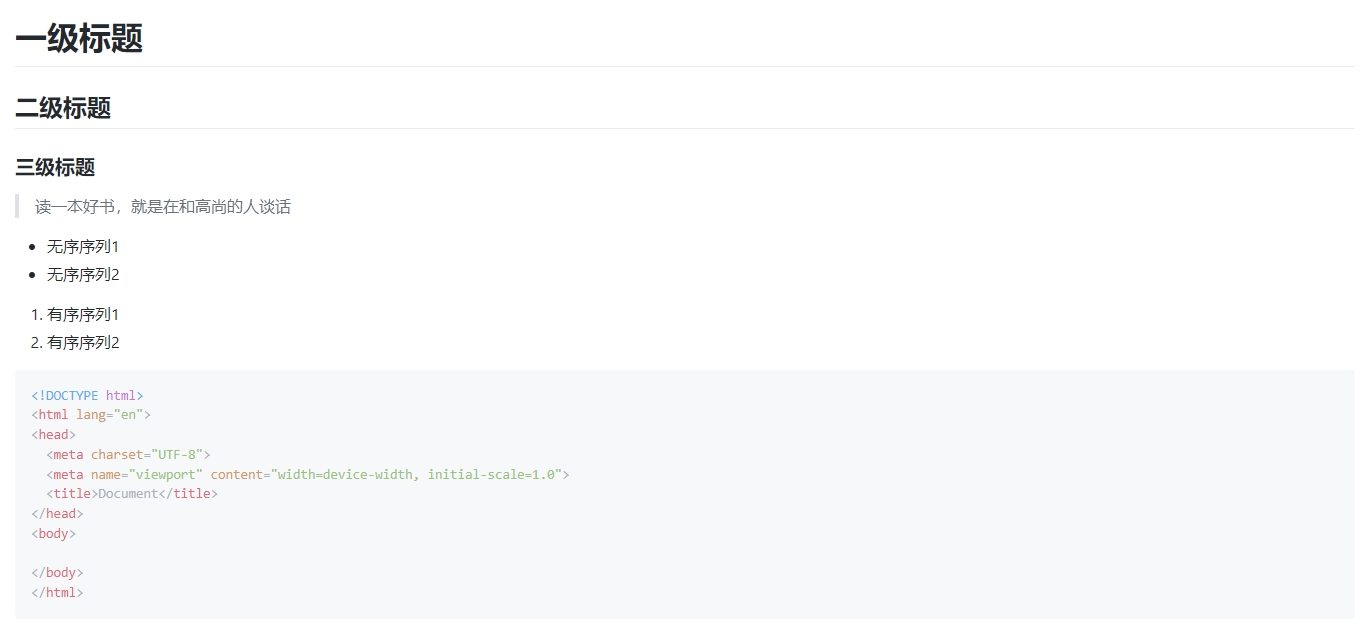 一级标题
二级标题
三级标题
读一本好书，就是在和高尚的人谈话
• 无序序列1
• 无序序列2
1. 有序序列1
2. 有序序列2
<!DOCTYPE html>
<html lang="en">
<head>
  <meta charset="UTF-8">
  <meta name="viewport" content="width=device-width, initial-scale=1.0">
  <title>Document</title>
</head>
<body>

</body>
</html>